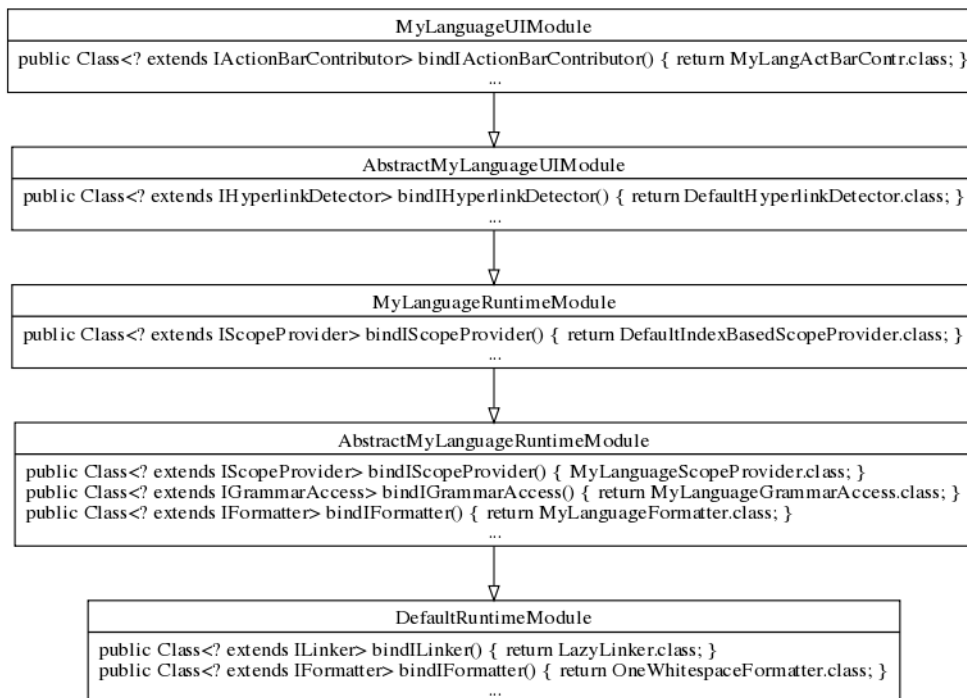 MyLanguageUIModule
public Class<? extends IActionBarContributor> bindIActionBarContributor() { return MyLangActBarContr.class; }
...
AbstractMyLanguageUIModule
public Class<? extends IHyperlinkDetector> bindIHyperlinkDetector() { return DefaultHyperlinkDetector.class; }
...
MyLanguageRuntimeModule
public Class<? extends IScopeProvider> bindIScopeProvider() { return DefaultIndexBasedScopeProvider.class; }
...
AbstractMyLanguageRuntimeModule
public Class<? extends IScopeProvider> bindIScopeProvider() { MyLanguageScopeProvider.class; }
public Class<? extends IGrammarAccess> bindIGrammarAccess() { return MyLanguageGrammarAccess.class; }
public Class<? extends IFormatter> bindIFormatter() { return MyLanguageFormatter.class; }
...
DefaultRuntimeModule
public Class<? extends ILinker> bindILinker() { return LazyLinker.class; }
public Class<? extends IFormatter> bindIFormatter() { return OneWhitespaceFormatter.class; }
...